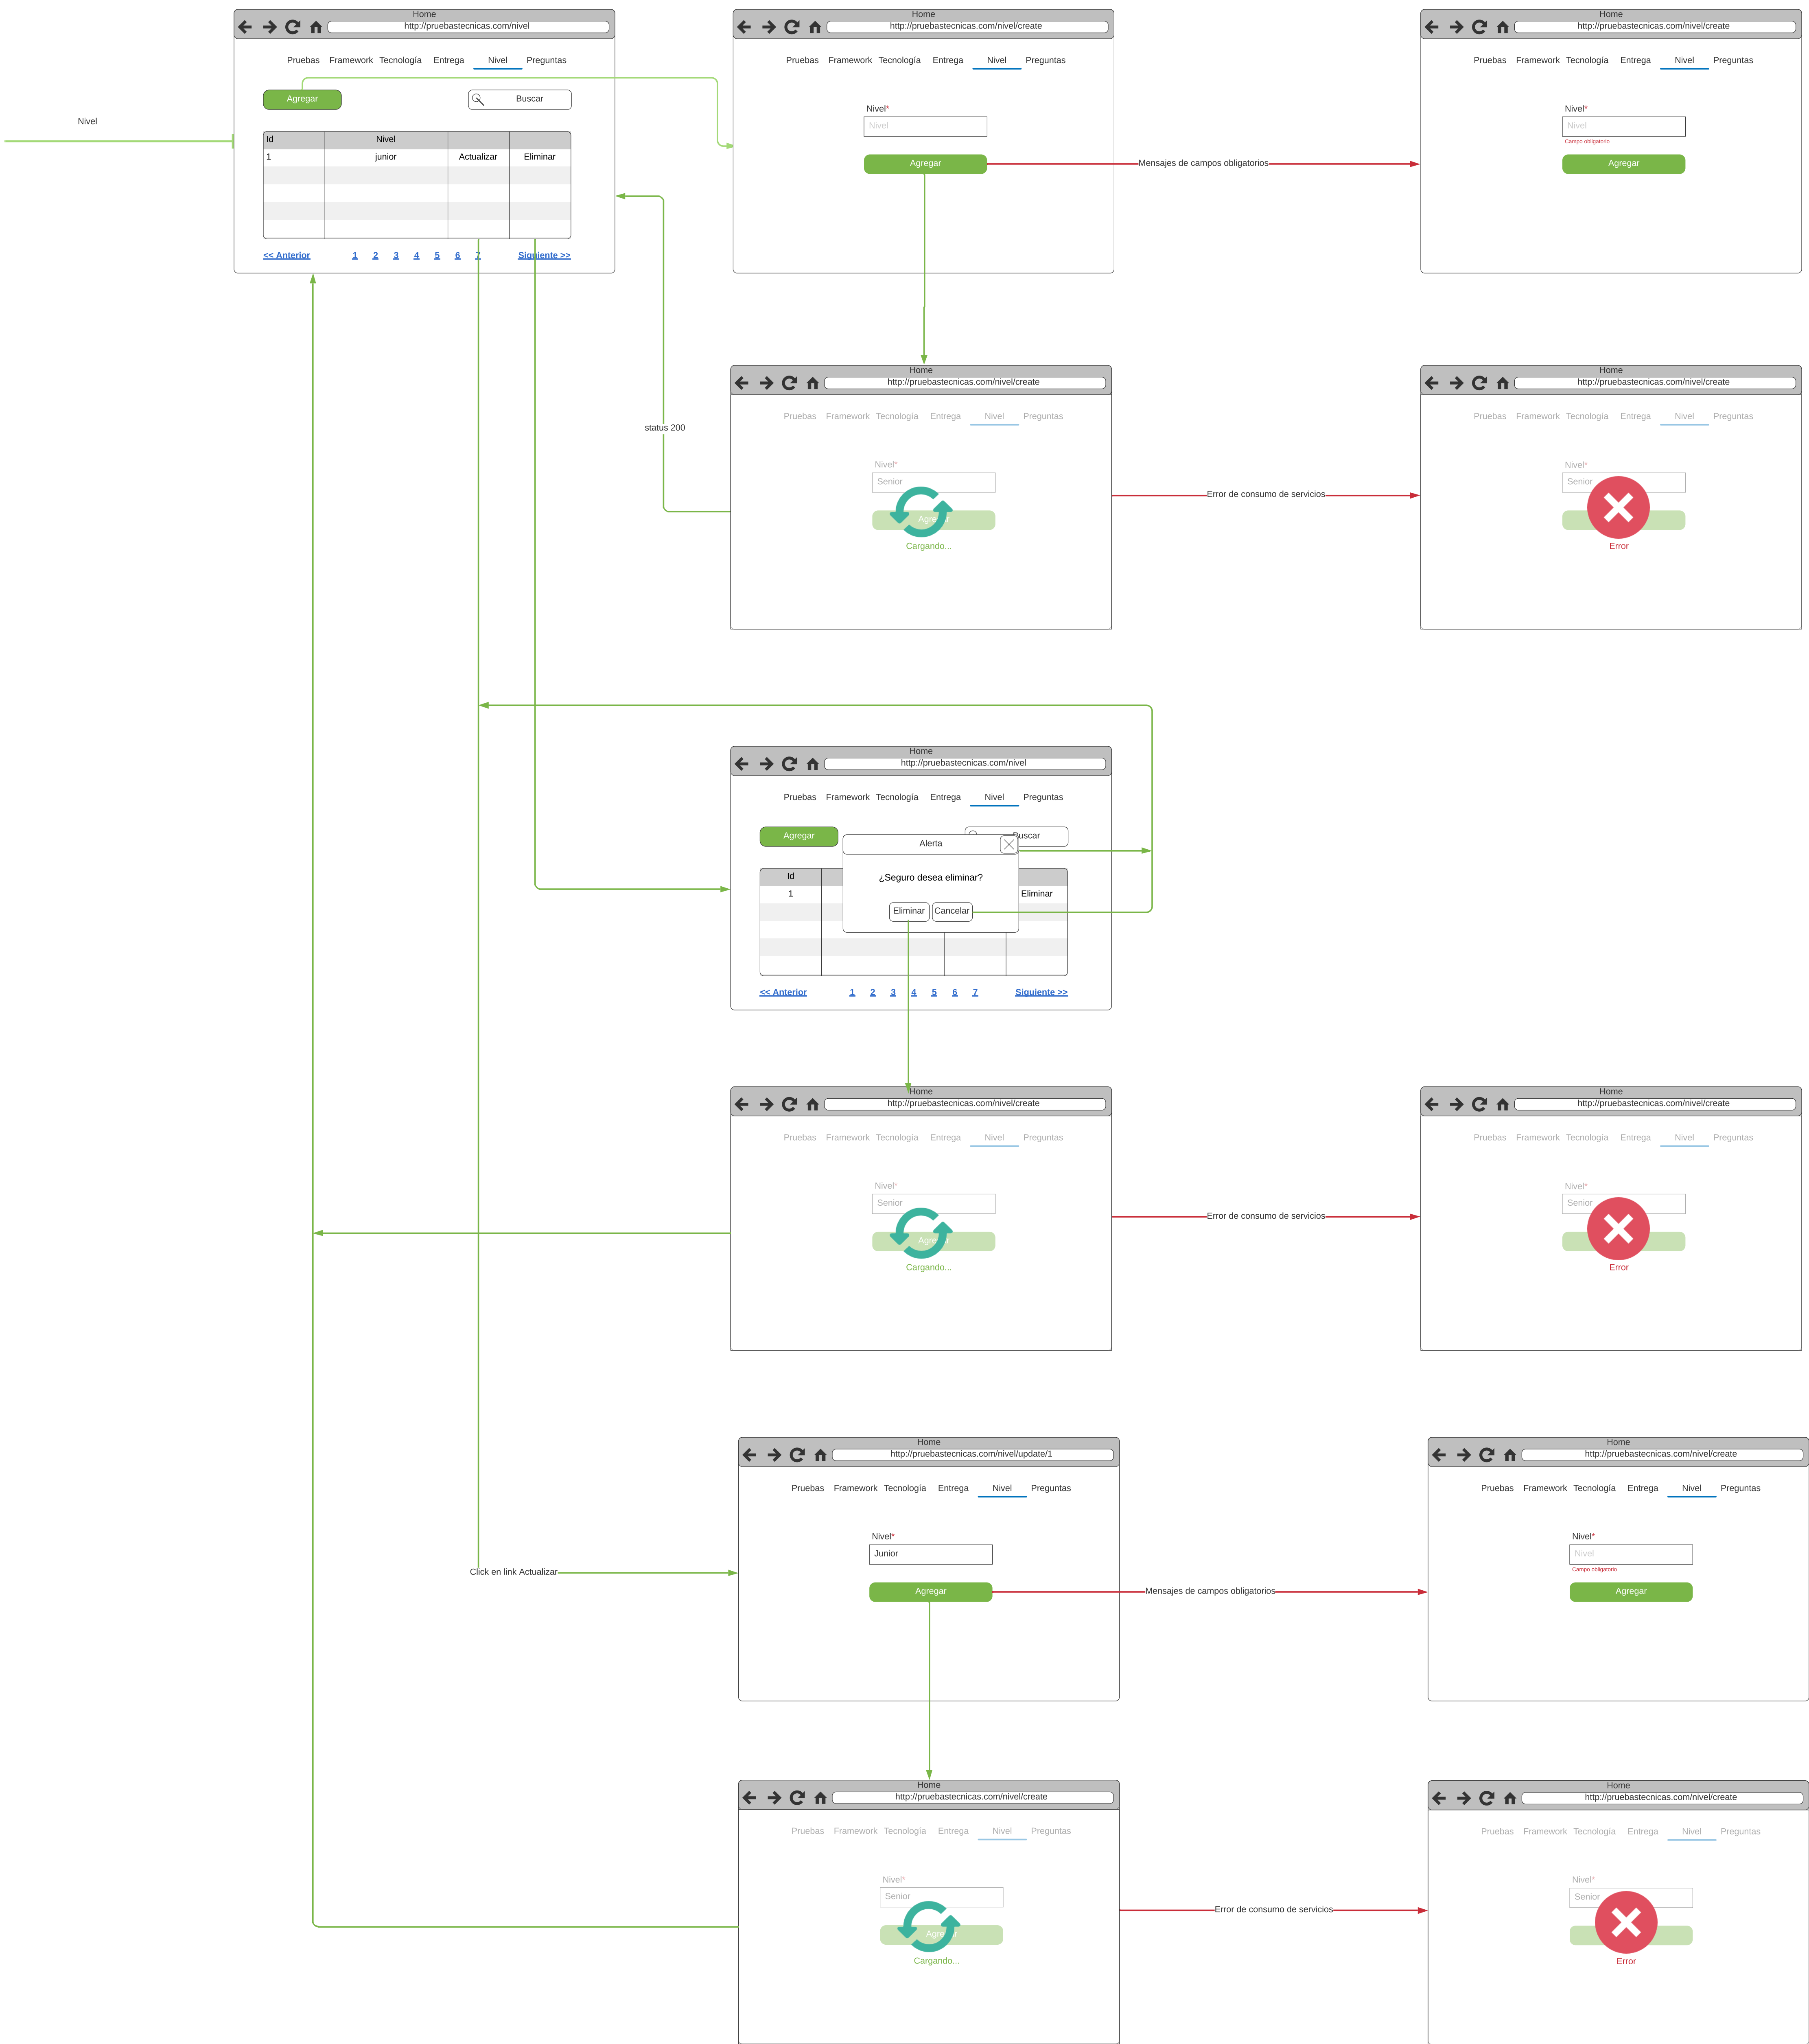 Home
http://pruebastecnicas.com/nivel
Pruebas Framework Tecnología Entrega Nivel Preguntas
Agregar
Buscar
Nivel
Id Nivel
1 junior Actualizar Eliminar
<< Anterior 1 2 3 4 5 6 7 Siguiente >>
Home
http://pruebastecnicas.com/nivel/create
Pruebas Framework Tecnología Entrega Nivel Preguntas
Nivel*
Nivel
Agregar
Mensajes de campos obligatorios
Home
http://pruebastecnicas.com/nivel/create
Pruebas Framework Tecnología Entrega Nivel Preguntas
Nivel*
Nivel
Campo obligatorio
Agregar
status 200
Home
http://pruebastecnicas.com/nivel/create
Pruebas Framework Tecnología Entrega Nivel Preguntas
Nivel*
Senior
Agregar
Cargando...
Error de consumo de servicios
Home
http://pruebastecnicas.com/nivel/create
Pruebas Framework Tecnología Entrega Nivel Preguntas
Nivel*
Senior
Error
Home
http://pruebastecnicas.com/nivel
Pruebas Framework Tecnología Entrega Nivel Preguntas
Agregar
Buscar
Alerta
¿Seguro desea eliminar?
Eliminar Cancelar
Id
1 Eliminar
<< Anterior 1 2 3 4 5 6 7 Siguiente >>
Home
http://pruebastecnicas.com/nivel/create
Pruebas Framework Tecnología Entrega Nivel Preguntas
Nivel*
Senior
Agregar
Cargando...
Error de consumo de servicios
Home
http://pruebastecnicas.com/nivel/create
Pruebas Framework Tecnología Entrega Nivel Preguntas
Nivel*
Senior
Error
Click en link Actualizar
Home
http://pruebastecnicas.com/nivel/update/1
Pruebas Framework Tecnología Entrega Nivel Preguntas
Nivel*
Junior
Agregar
Mensajes de campos obligatorios
Home
http://pruebastecnicas.com/nivel/create
Pruebas Framework Tecnología Entrega Nivel Preguntas
Nivel*
Nivel
Campo obligatorio
Agregar
Home
http://pruebastecnicas.com/nivel/create
Pruebas Framework Tecnología Entrega Nivel Preguntas
Nivel*
Senior
Agregar
Cargando...
Error de consumo de servicios
Home
http://pruebastecnicas.com/nivel/create
Pruebas Framework Tecnología Entrega Nivel Preguntas
Nivel*
Senior
Error